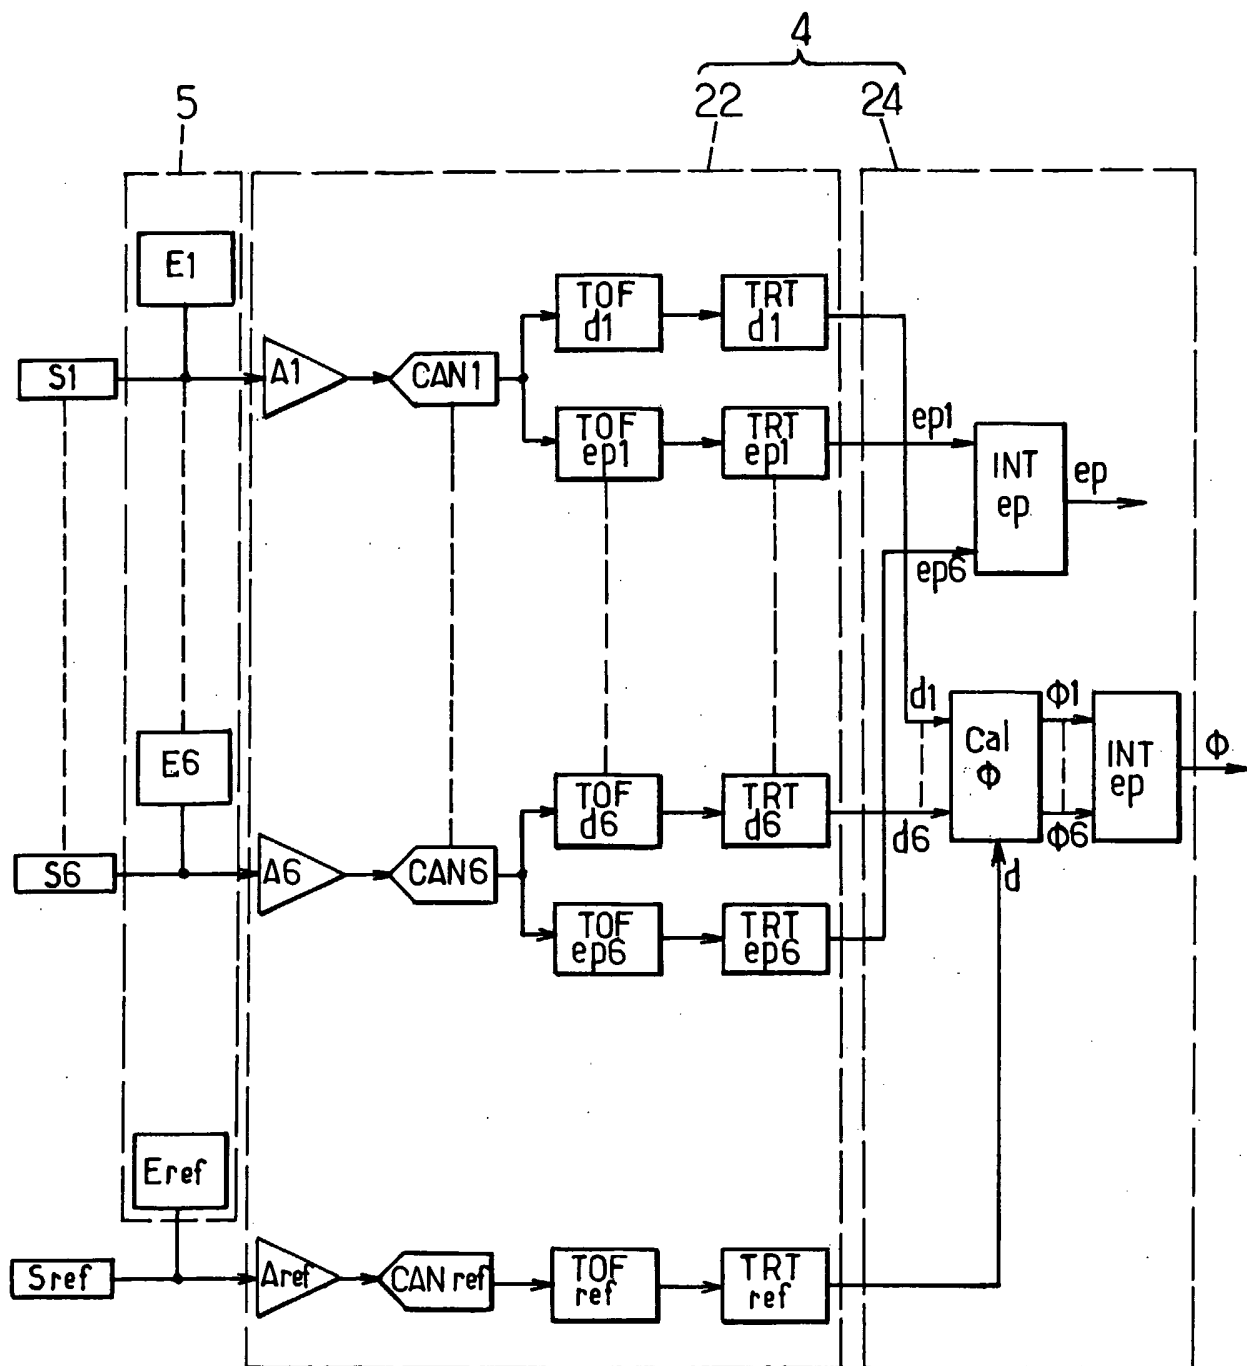 4
5
22
24
E1
S1
A1
CAN1
TOF
d1
TRT
d1
TOF
ep1
TRT
ep1
ep1
INT
ep
ep
ep6
E6
S6
A6
CAN6
TOF
d6
TRT
d6
TOF
ep6
TRT
ep6
d1
d6
Cal
Φ
d
Φ1
Φ6
INT
ep
Φ
Eref
Sref
Aref
CAN ref
TOF
ref
TRT
ref